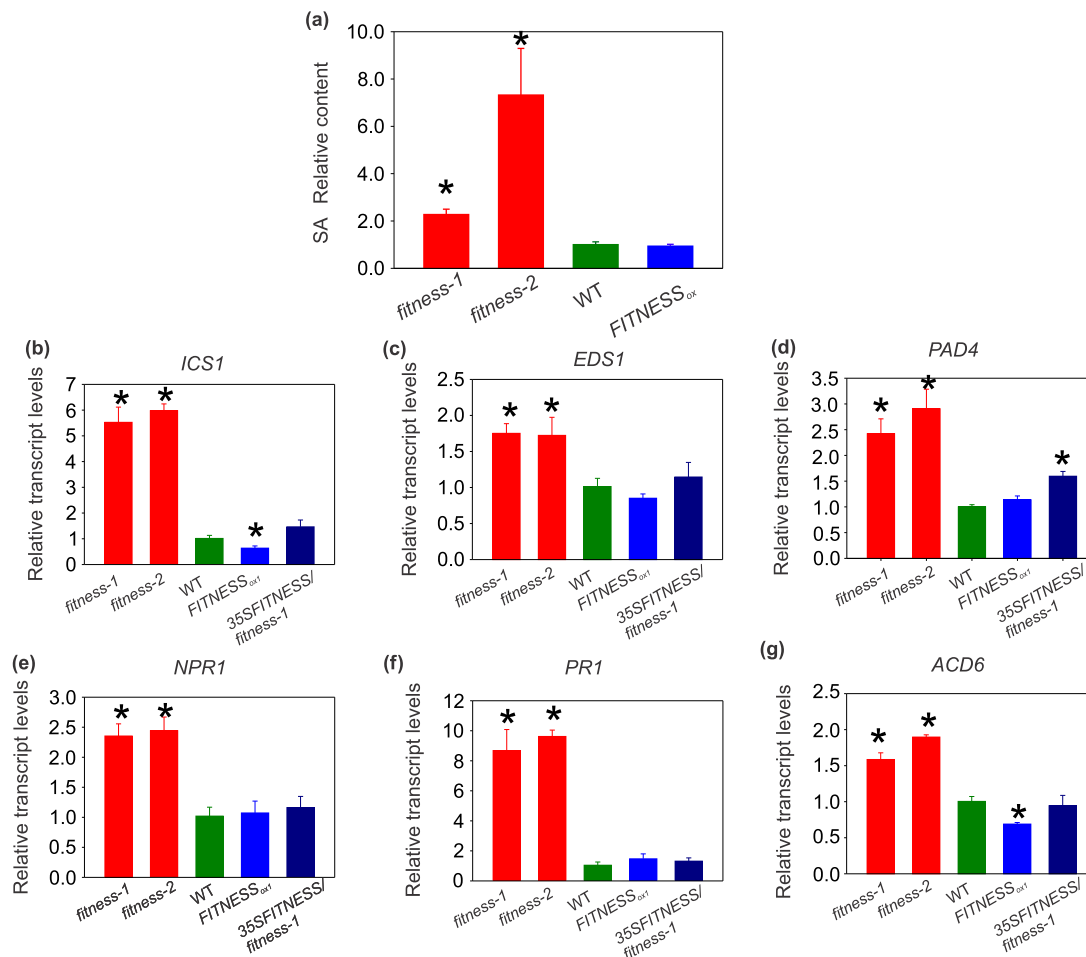 (a)
SA Relative content
10.0
8.0
6.0
4.0
2.0
0.0
*
*
fitness-1
fitness-2
WT
FITNESSox
(b)
ICS1
Relative transcript levels
7
6
5
4
3
2
1
0
*
*
*
fitness-1
fitness-2
WT
FITNESSox1
35SFITNESS/
fitness-1
(c)
EDS1
Relative transcript levels
2.5
2.0
1.5
1.0
0.5
0.0
*
*
fitness-1
fitness-2
WT
FITNESSox1
35SFITNESS/
fitness-1
(d)
PAD4
Relative transcript levels
3.5
3.0
2.5
2.0
1.5
1.0
0.5
0.0
*
*
*
fitness-1
fitness-2
WT
FITNESSox1
35SFITNESS/
fitness-1
(e)
NPR1
Relative transcript levels
3.0
2.5
2.0
1.5
1.0
0.5
0.0
*
*
fitness-1
fitness-2
WT
FITNESSox1
35SFITNESS/
fitness-1
(f)
PR1
Relative transcript levels
12
10
8
6
4
2
0
*
*
fitness-1
fitness-2
WT
FITNESSox1
35SFITNESS/
fitness-1
(g)
ACD6
Relative transcript levels
2.5
2.0
1.5
1.0
0.5
0.0
*
*
*
fitness-1
fitness-2
WT
FITNESSox1
35SFITNESS/
fitness-1